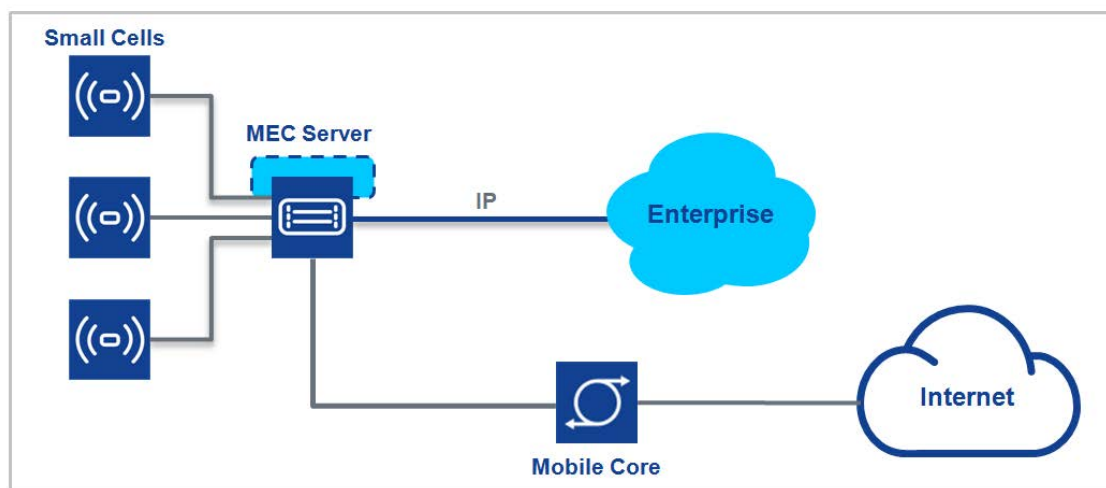 Small Cells
MEC Server
IP
Enterprise
Internet
Mobile Core